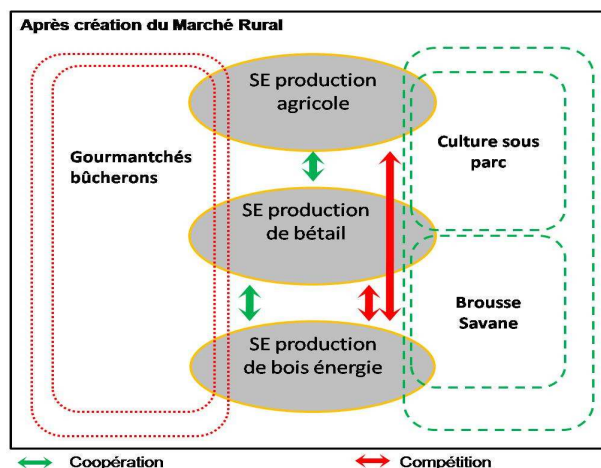 Après création du Marché Rural
SE production
agricole
Gourmantchés
bûcherons
Culture sous
parc
SE production
de bétail
Brousse
Savane
SE production
de bois énergie
Coopération
Compétition